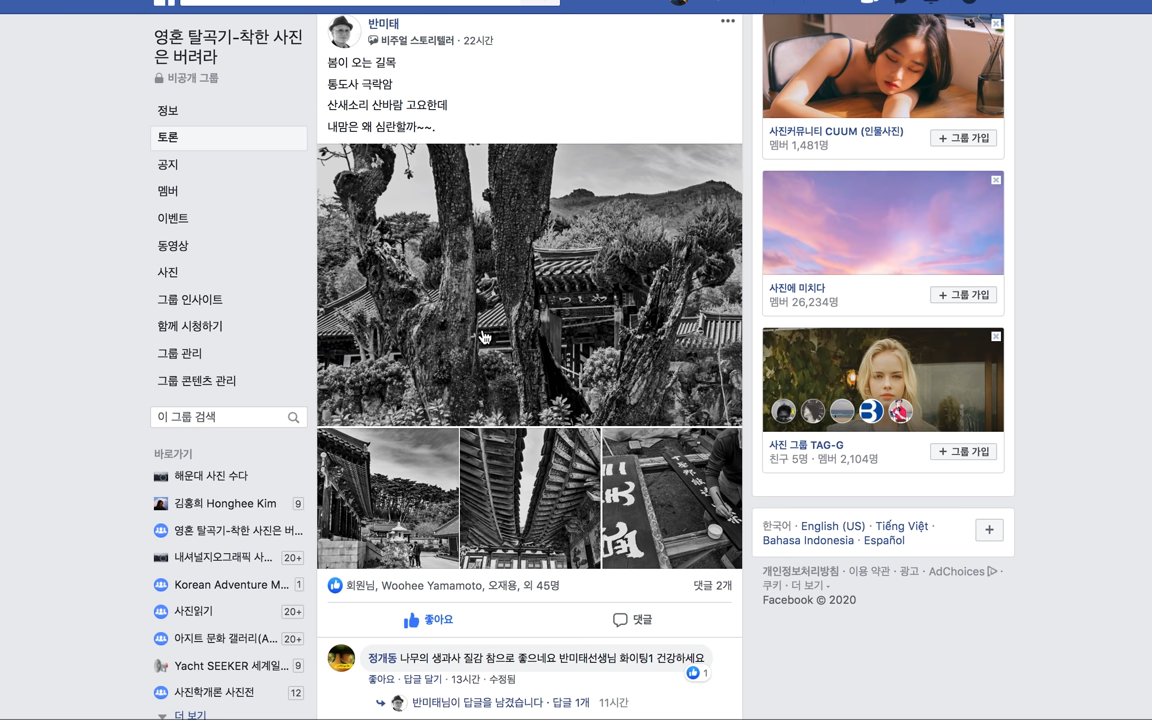 영혼 탈곡기-착한 사진
은 버려라
비공개 그룹
정보
토론
공지
멤버
이벤트
동영상
사진
그룹 인사이트
함께 시청하기
그룹 관리
그룹 콘텐츠 관리
이 그룹 검색
바로가기
해운대 사진 수다
김홍희 Honghee Kim 9
영혼 탈곡기-착한 사진은 버...
내셔널지오그래픽 사... 20+
Korean Adventure M... 1
사진읽기 20+
아지트 문화 갤러리(A... 20+
Yacht SEEKER 세계일... 9
사진학개론 사진전 12
더 보기
반미태
비주얼 스토리텔러 · 22시간
봄이 오는 길목
통도사 극락암
산새소리 산바람 고요한데
내맘은 왜 심란할까~~.
회원님, Woohee Yamamoto, 오재용, 외 45명
댓글 2개
좋아요
댓글
정개동 나무의 생과사 질감 참으로 좋으네요 반미태선생님 화이팅1 건강하세요
1
좋아요 · 답글 달기 · 13시간 · 수정됨
반미태님이 답글을 남겼습니다 · 답글 1개 11시간
사진커뮤니티 CUUM (인물사진)
멤버 1,481명
+ 그룹 가입
사진에 미치다
멤버 26,234명
+ 그룹 가입
사진 그룹 TAG-G
친구 5명 · 멤버 2,104명
+ 그룹 가입
한국어 · English (US) · Tiếng Việt ·
Bahasa Indonesia · Español
개인정보처리방침 · 이용 약관 · 광고 · AdChoices ·
쿠키 · 더 보기
Facebook © 2020